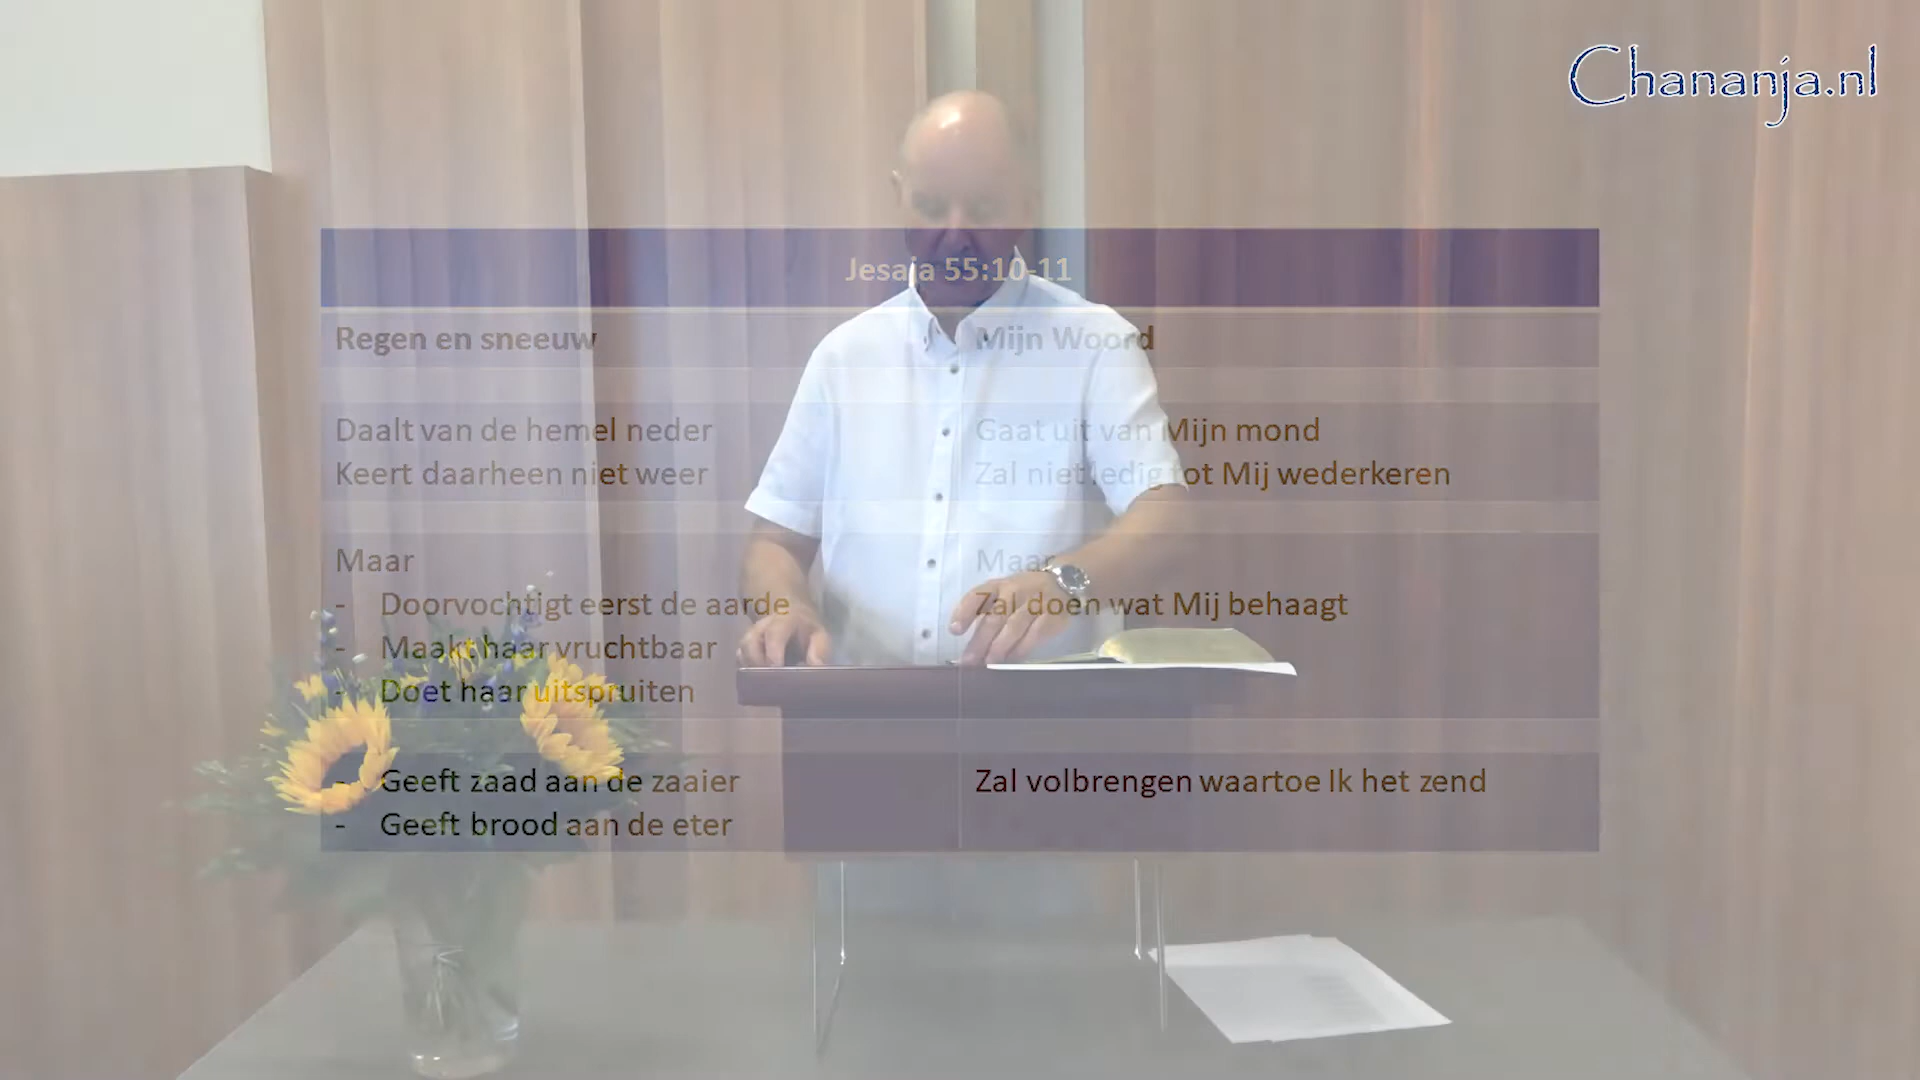 Chananja.nl
Jesaja 55:10-11
Regen en sneeuw
Mijn Woord
Daalt van de hemel neder
Keert daarheen niet weer
Gaat uit van Mijn mond
Zal niet ledig tot Mij wederkeren
Maar
- Doorvochtigt eerst de aarde
- Maakt haar vruchtbaar
- Doet haar uitspruiten
Maar
Zal doen wat Mij behaagt
- Geeft zaad aan de zaaier
- Geeft brood aan de eter
Zal volbrengen waartoe Ik het zend